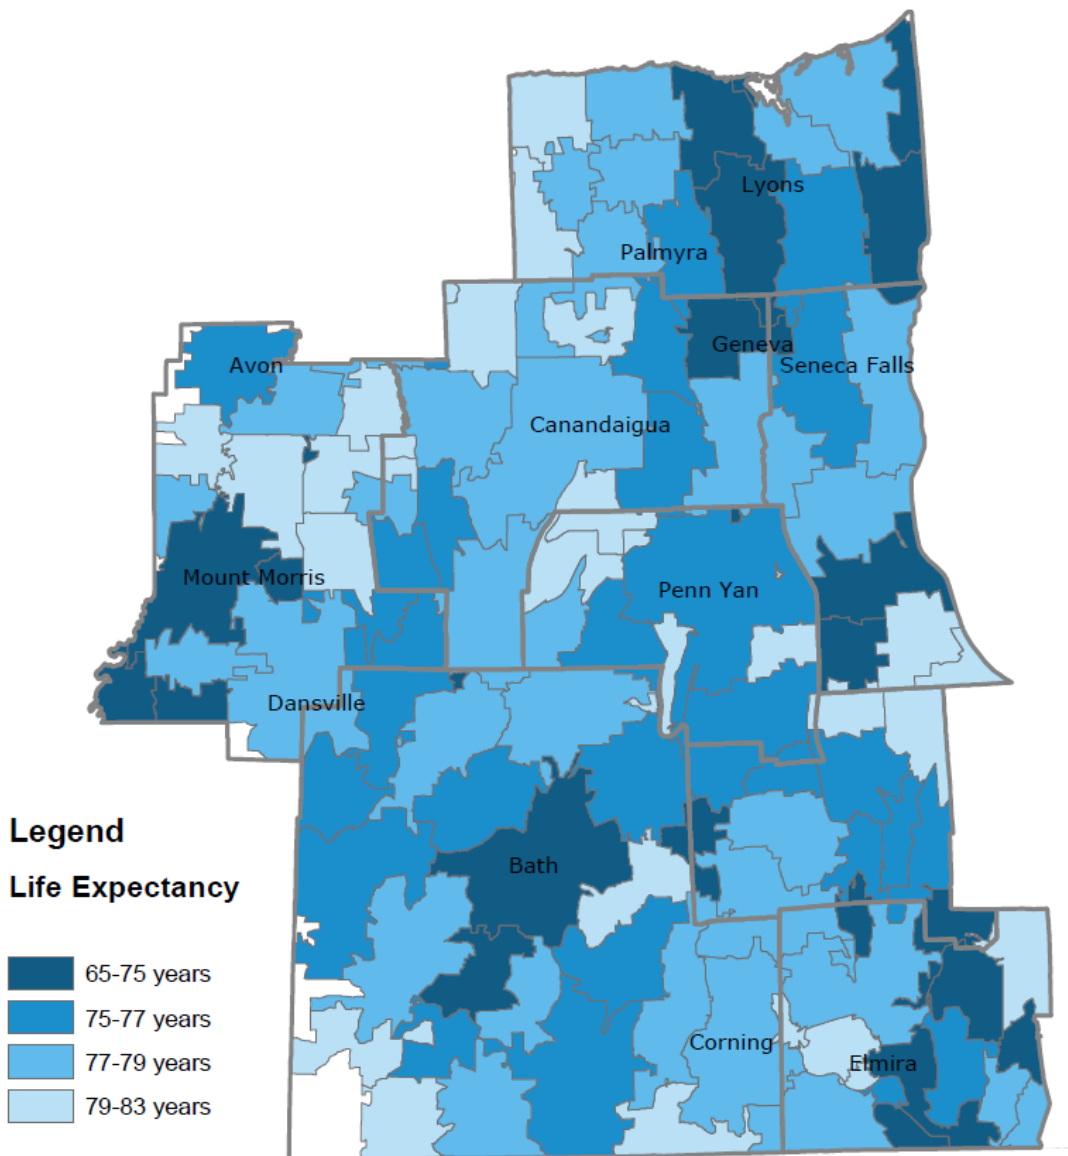 Lyons
Palmyra
Geneva
Avon
Seneca Falls
Canandaigua
Mount Morris
Penn Yan
Dansville
Legend
Life Expectancy
Bath
65-75 years
75-77 years
77-79 years
79-83 years
Corning
Elmira